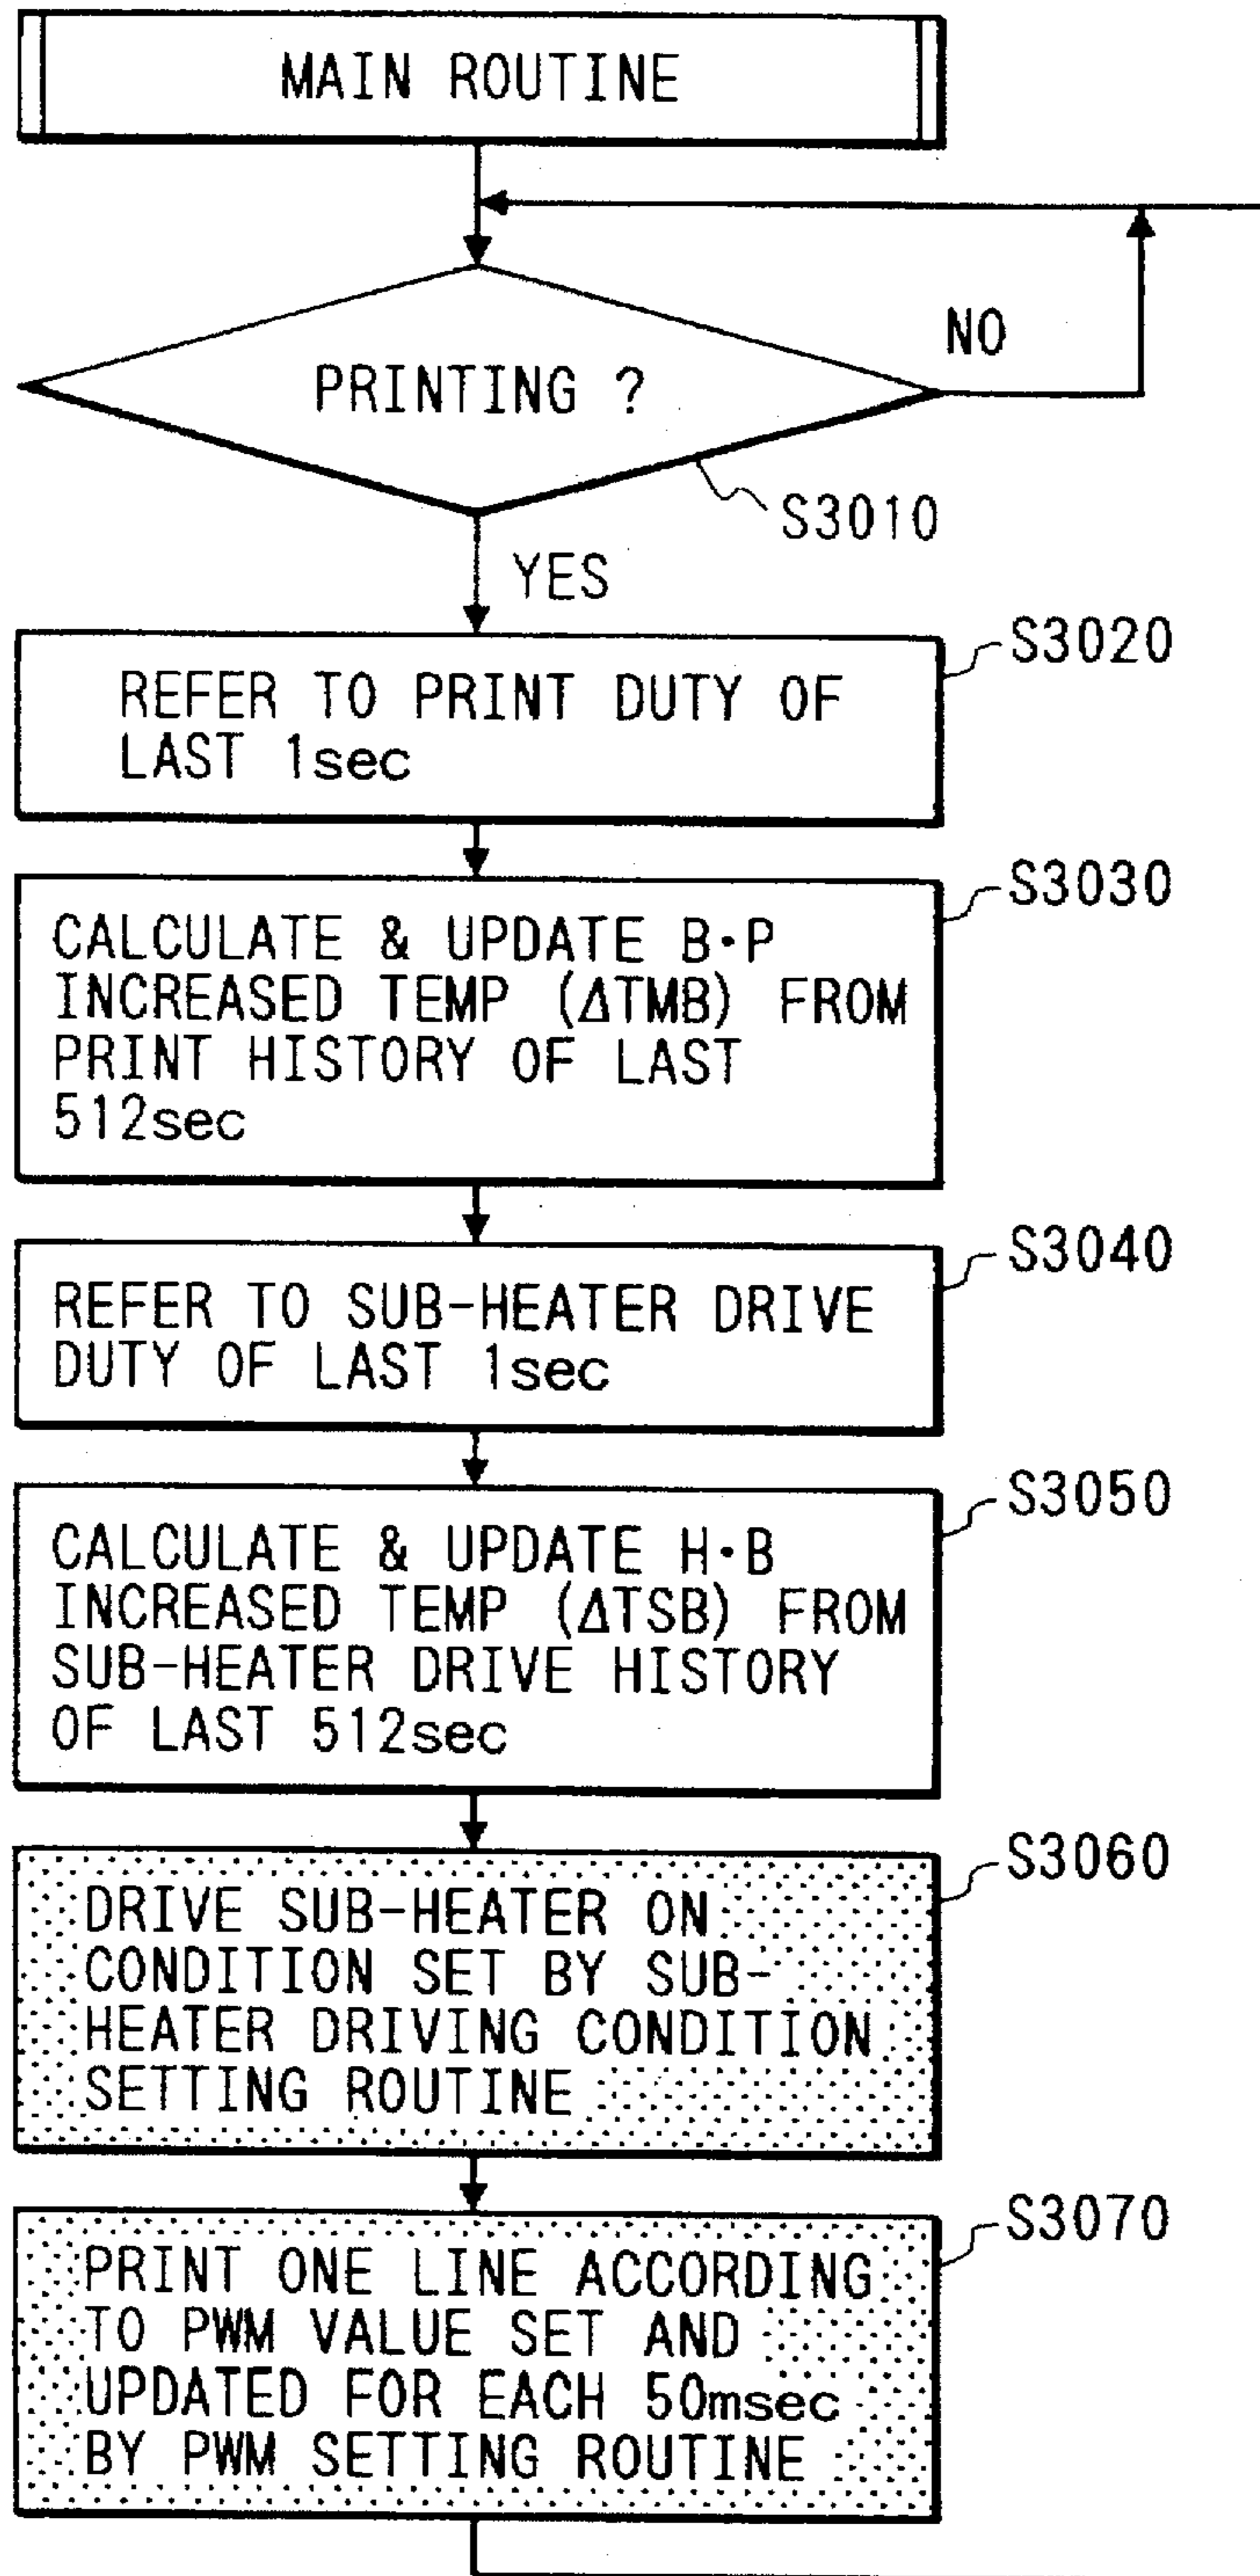 MAIN ROUTINE
PRINTING ?
NO
S3010
YES
S3020
REFER TO PRINT DUTY OF
LAST 1sec
S3030
CALCULATE & UPDATE B·P
INCREASED TEMP (ΔTMB) FROM
PRINT HISTORY OF LAST
512sec
S3040
REFER TO SUB-HEATER DRIVE
DUTY OF LAST 1sec
S3050
CALCULATE & UPDATE H·B
INCREASED TEMP (ΔTSB) FROM
SUB-HEATER DRIVE HISTORY
OF LAST 512sec
S3060
DRIVE SUB-HEATER ON
CONDITION SET BY SUB-
HEATER DRIVING CONDITION
SETTING ROUTINE
S3070
PRINT ONE LINE ACCORDING
TO PWM VALUE SET AND
UPDATED FOR EACH 50msec
BY PWM SETTING ROUTINE